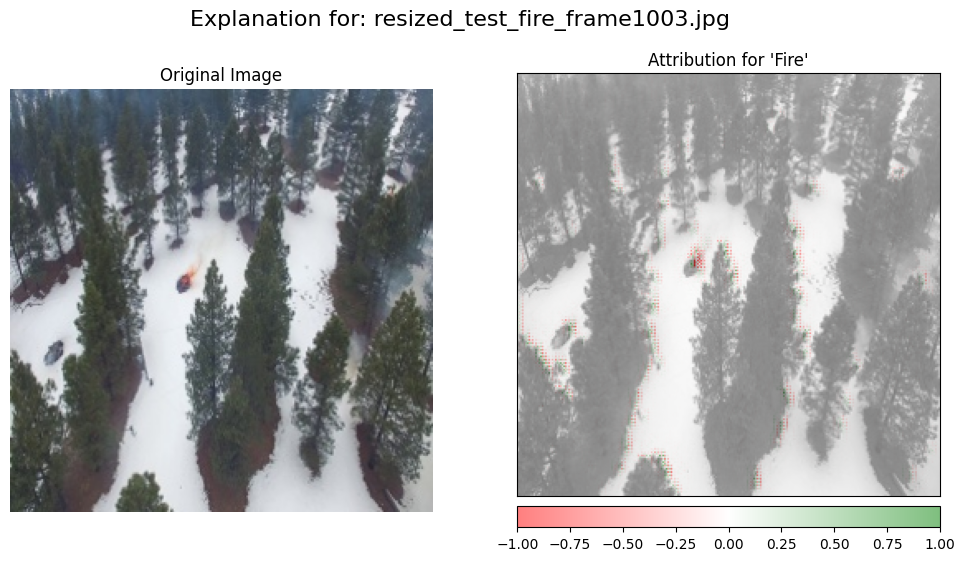 Explanation for: resized_test_fire_frame1003.jpg
Original Image
Attribution for 'Fire'
−1.00 −0.75 −0.50 −0.25 0.00 0.25 0.50 0.75 1.00